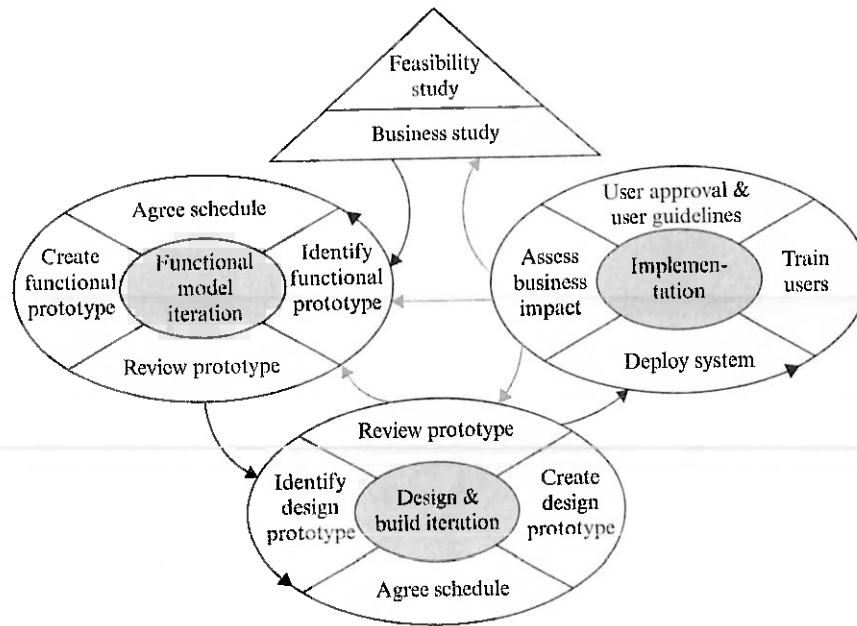 Feasibility
study
Business study
Agree schedule
Create
functional
prototype
Functional
model
iteration
Identify
functional
prototype
Review prototype
User approval &
user guidelines
Assess
business
impact
Implemen-
tation
Train
users
Deploy system
Review prototype
Identify
design
prototype
Design &
build iteration
Create
design
prototype
Agree schedule